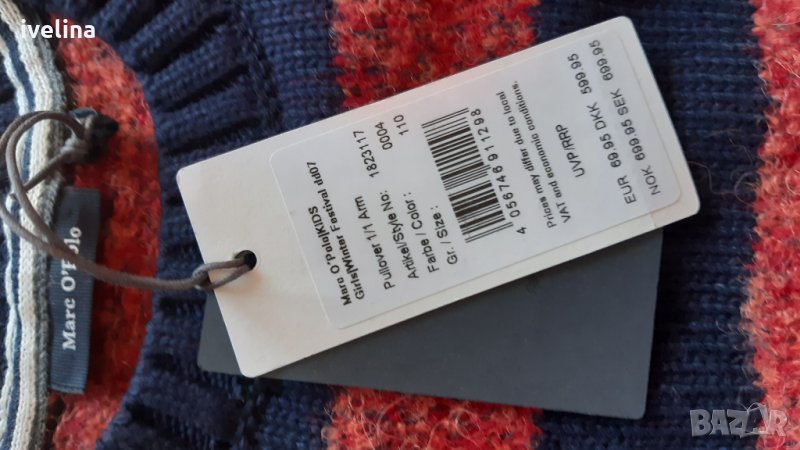 ivelina
Marc O'Polo
Marc O'Polo|KIDS
Girls|Winter Festival dd07
Pullover 1/1 Arm
Artikel/Style No: 1823117
Farbe / Color : 0004
Gr. / Size : 110
4 056746 911298
Prices may differ due to local
VAT and economic conditions.
UVP/RRP
EUR 69.95 DKK 599.95
NOK 699.95 SEK 699.95
BAZAR